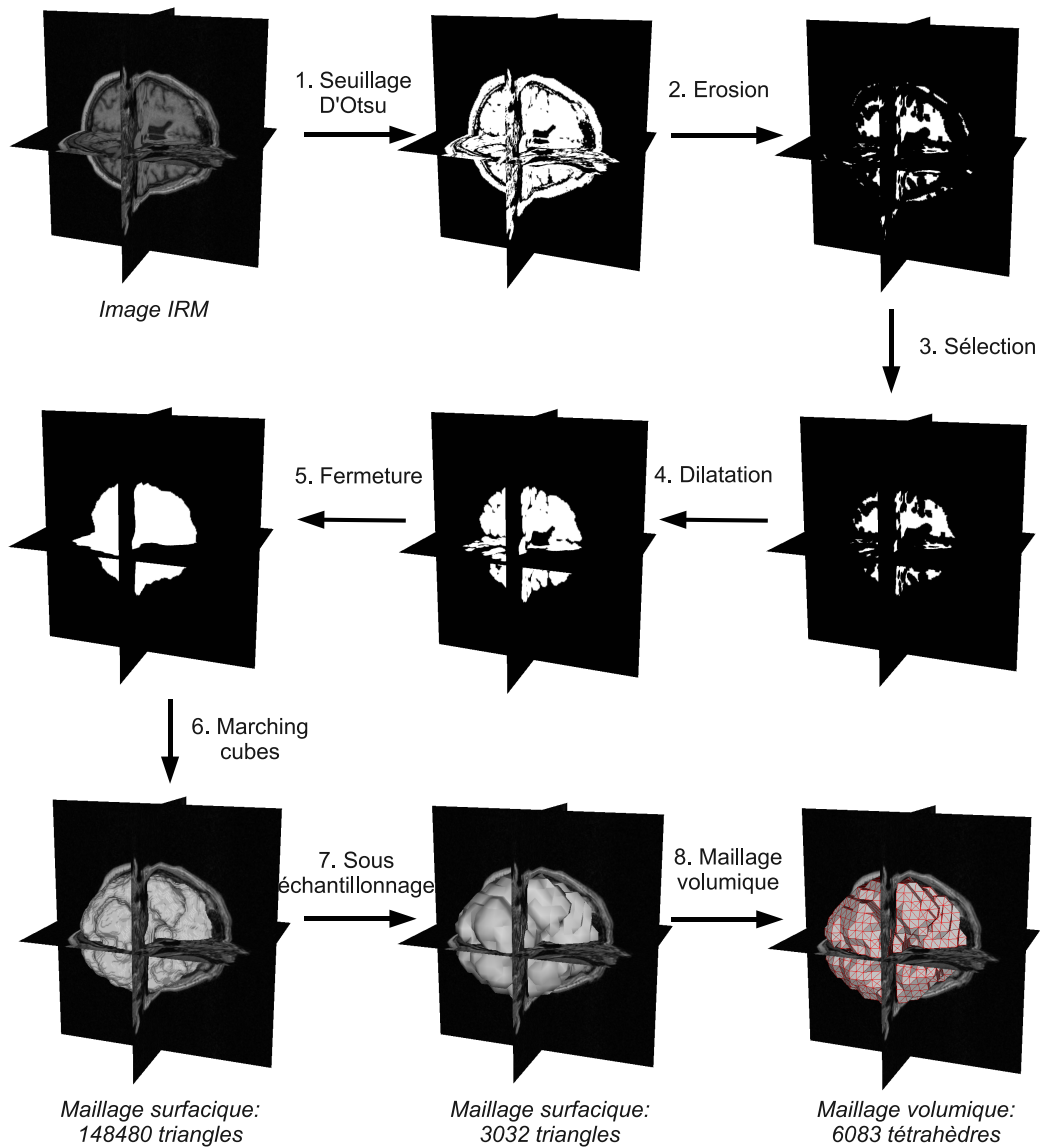 1. Seuillage
D'Otsu
2. Erosion
Image IRM
3. Sélection
4. Dilatation
5. Fermeture
6. Marching
cubes
7. Sous
échantillonnage
8. Maillage
volumique
Maillage surfacique:
148480 triangles
Maillage surfacique:
3032 triangles
Maillage volumique:
6083 tétrahèdres